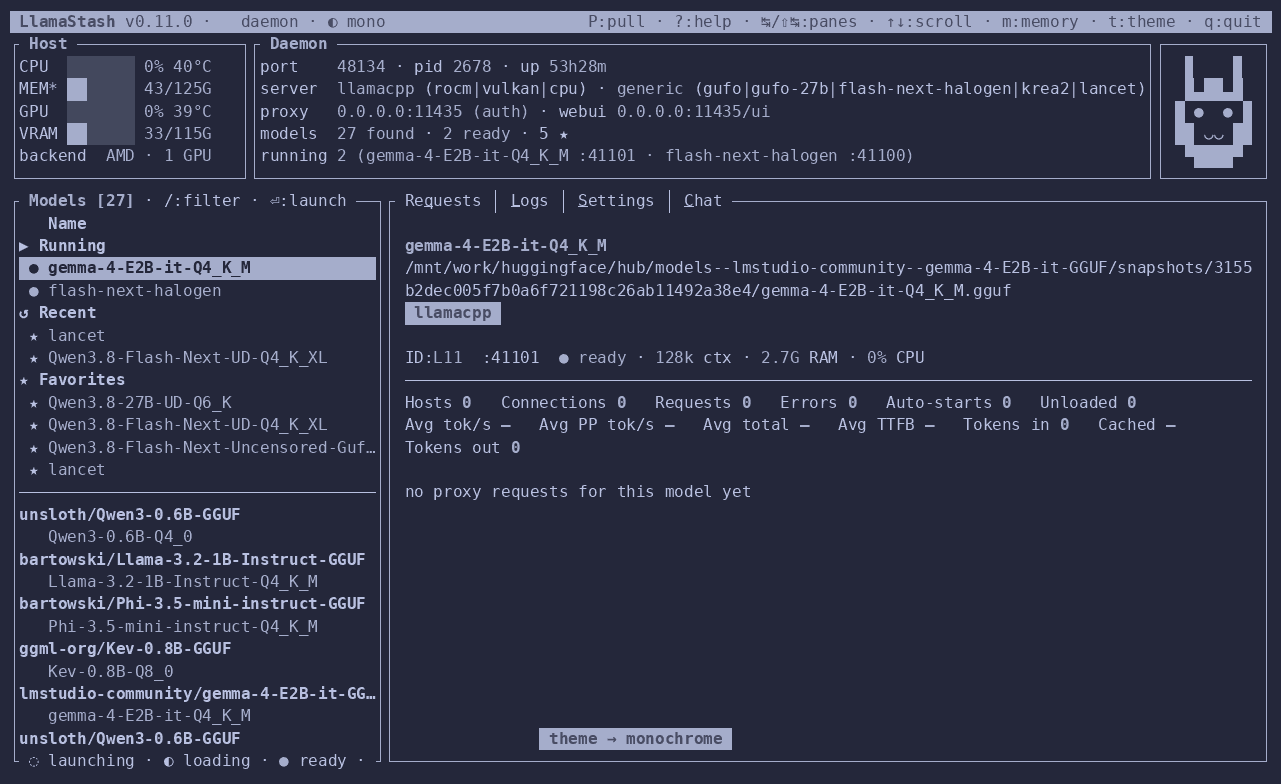 LlamaStash v0.11.0 ·   daemon · ◐ mono   P:pull · ?:help · ↹/⇧↹:panes · ↑↓:scroll · m:memory · t:theme · q:quit
Host
CPU 0% 40°C
MEM* 43/125G
GPU 0% 39°C
VRAM 33/115G
backend  AMD · 1 GPU
Daemon
port    48134 · pid 2678 · up 53h28m
server  llamacpp (rocm|vulkan|cpu) · generic (gufo|gufo-27b|flash-next-halogen|krea2|lancet)
proxy   0.0.0.0:11435 (auth) · webui 0.0.0.0:11435/ui
models  27 found · 2 ready · 5 ★
running 2 (gemma-4-E2B-it-Q4_K_M :41101 · flash-next-halogen :41100)
Models [27] · /:filter · ⏎:launch
Name
▶ Running
● gemma-4-E2B-it-Q4_K_M
● flash-next-halogen
↺ Recent
★ lancet
★ Qwen3.8-Flash-Next-UD-Q4_K_XL
★ Favorites
★ Qwen3.8-27B-UD-Q6_K
★ Qwen3.8-Flash-Next-UD-Q4_K_XL
★ Qwen3.8-Flash-Next-Uncensored-Guf…
★ lancet
unsloth/Qwen3-0.6B-GGUF
Qwen3-0.6B-Q4_0
bartowski/Llama-3.2-1B-Instruct-GGUF
Llama-3.2-1B-Instruct-Q4_K_M
bartowski/Phi-3.5-mini-instruct-GGUF
Phi-3.5-mini-instruct-Q4_K_M
ggml-org/Kev-0.8B-GGUF
Kev-0.8B-Q8_0
lmstudio-community/gemma-4-E2B-it-GG…
gemma-4-E2B-it-Q4_K_M
unsloth/Qwen3-0.6B-GGUF
◌ launching · ◐ loading · ● ready ·
Requests │ Logs │ Settings │ Chat
gemma-4-E2B-it-Q4_K_M
/mnt/work/huggingface/hub/models--lmstudio-community--gemma-4-E2B-it-GGUF/snapshots/3155
b2dec005f7b0a6f721198c26ab11492a38e4/gemma-4-E2B-it-Q4_K_M.gguf
llamacpp
ID:L11  :41101  ● ready · 128k ctx · 2.7G RAM · 0% CPU
Hosts 0   Connections 0   Requests 0   Errors 0   Auto-starts 0   Unloaded 0
Avg tok/s —   Avg PP tok/s —   Avg total —   Avg TTFB —   Tokens in 0   Cached —
Tokens out 0
no proxy requests for this model yet
theme → monochrome